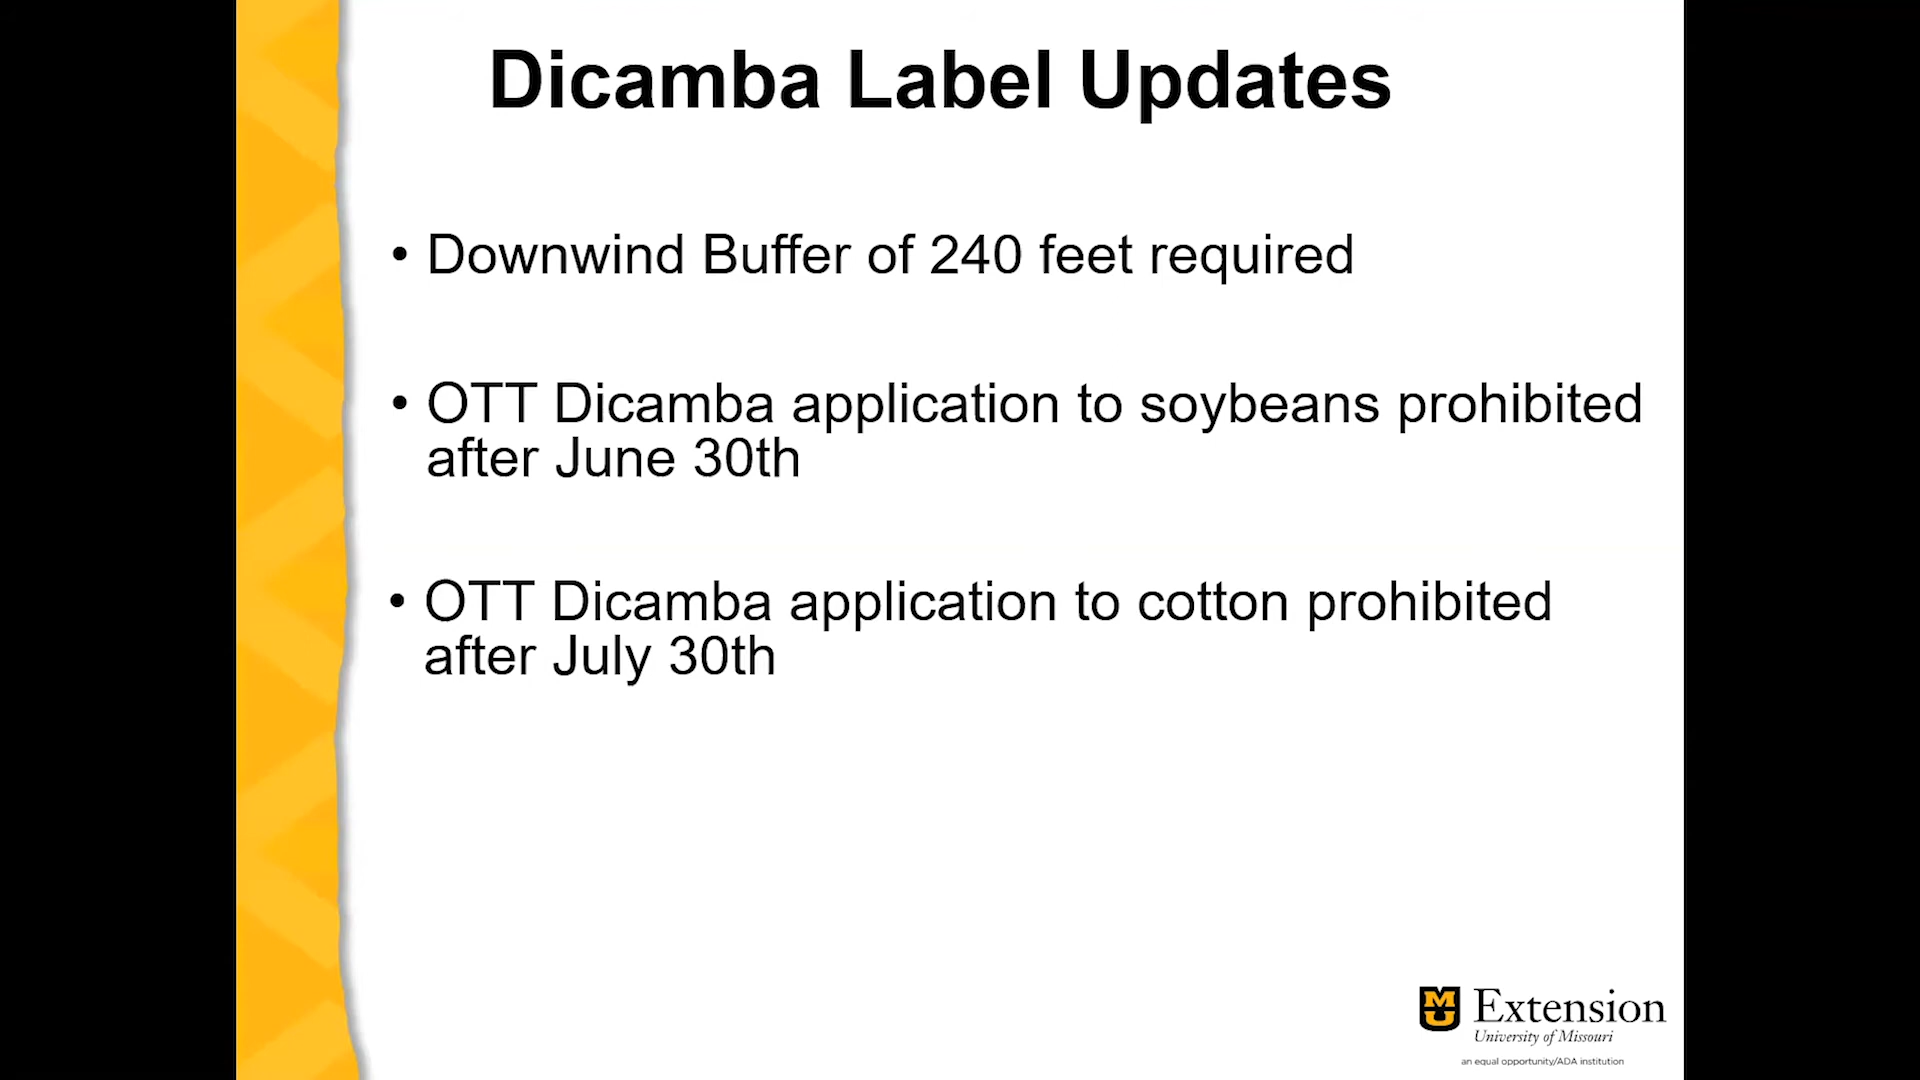 Dicamba Label Updates
• Downwind Buffer of 240 feet required
• OTT Dicamba application to soybeans prohibited
after June 30th
• OTT Dicamba application to cotton prohibited
after July 30th
MU
Extension
University of Missouri
an equal opportunity/ADA institution